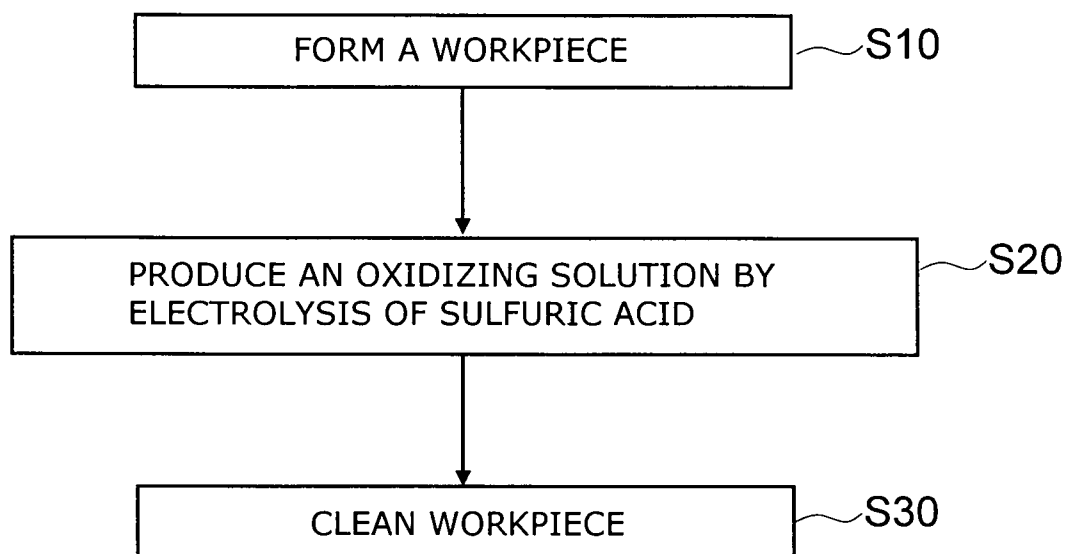 FORM A WORKPIECE
S10
PRODUCE AN OXIDIZING SOLUTION BY
ELECTROLYSIS OF SULFURIC ACID
S20
CLEAN WORKPIECE
S30